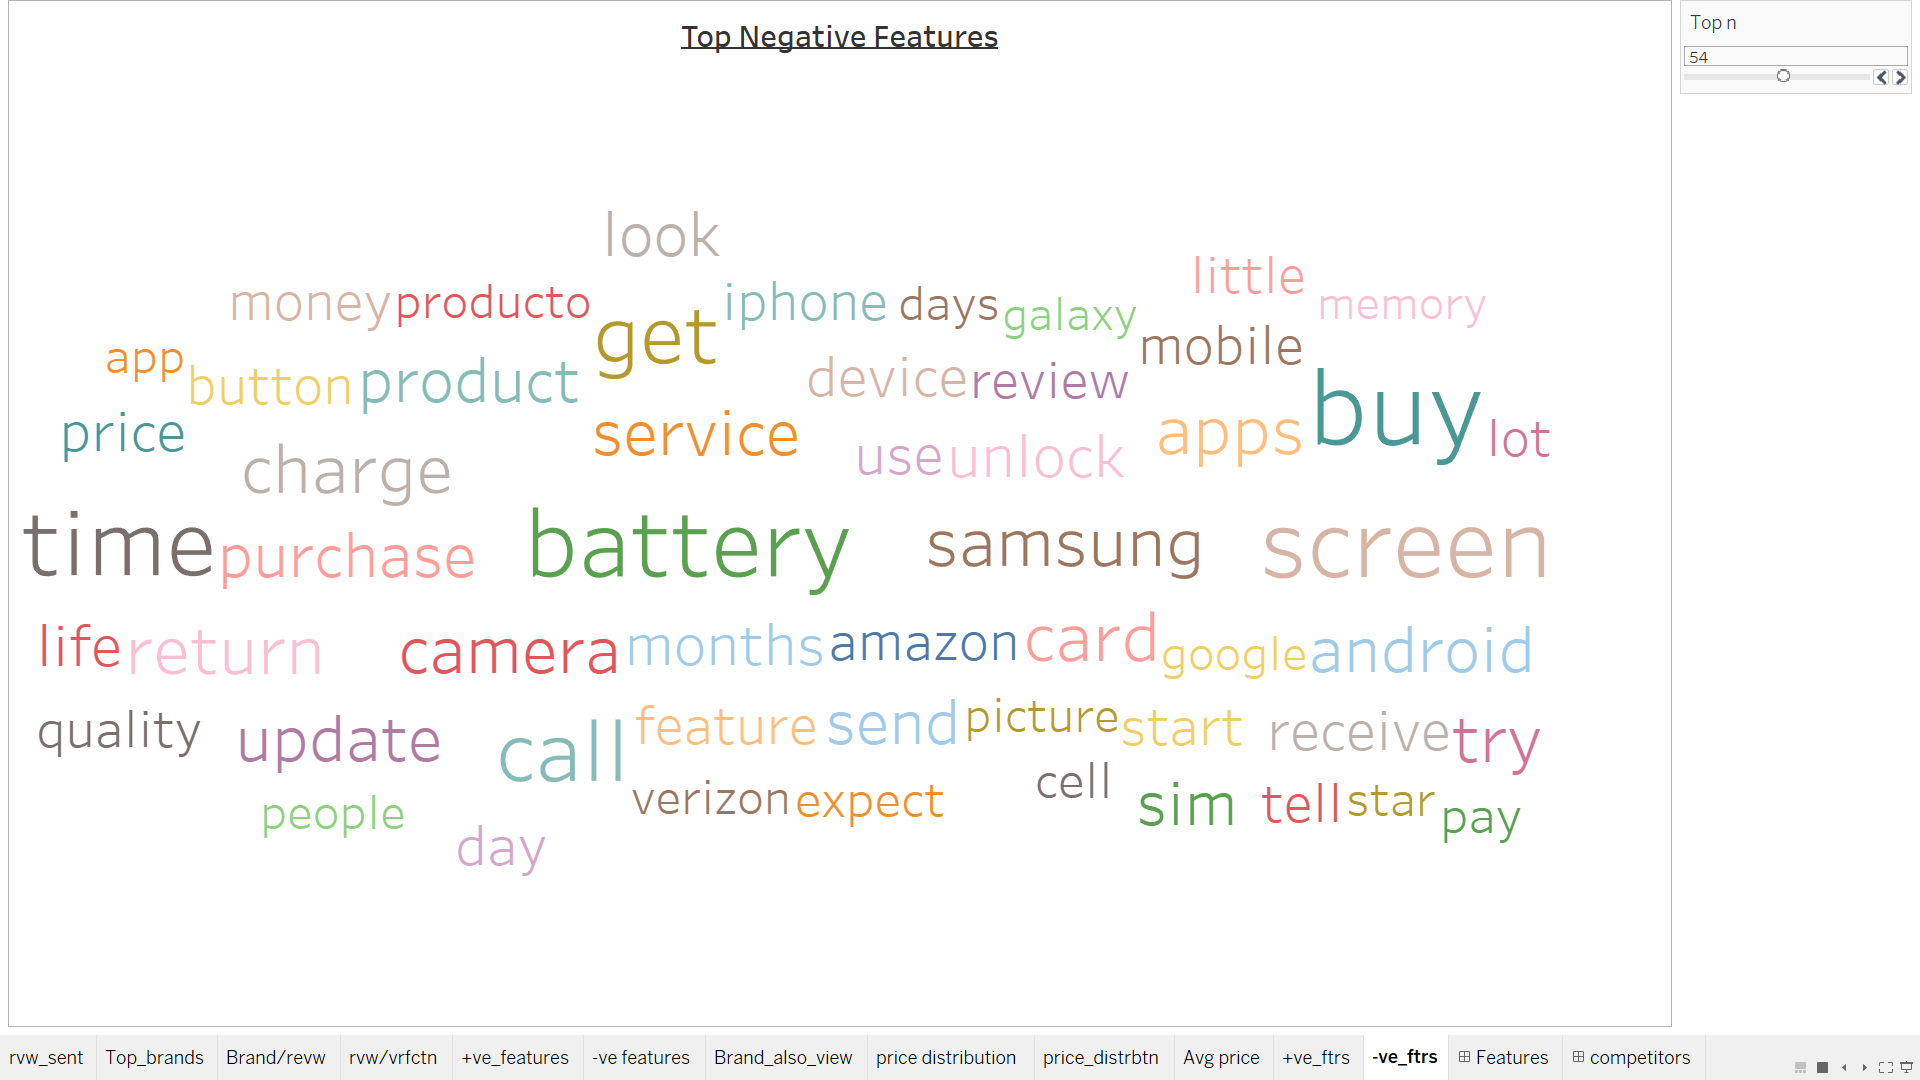 Top Negative Features
Top n
54
look
little
money producto iphone days galaxy memory
get
app mobile
button product device review
buy
price service apps lot
charge use unlock
time purchase battery samsung screen
life return camera months amazon card google android
quality update call feature send picture start receive try
people verizon expect cell sim tell star pay
day
rvw_sent Top_brands Brand/revw rvw/vrfctn +ve_features -ve features Brand_also_view price distribution price_distrbtn Avg price +ve_ftrs -ve_ftrs Features competitors